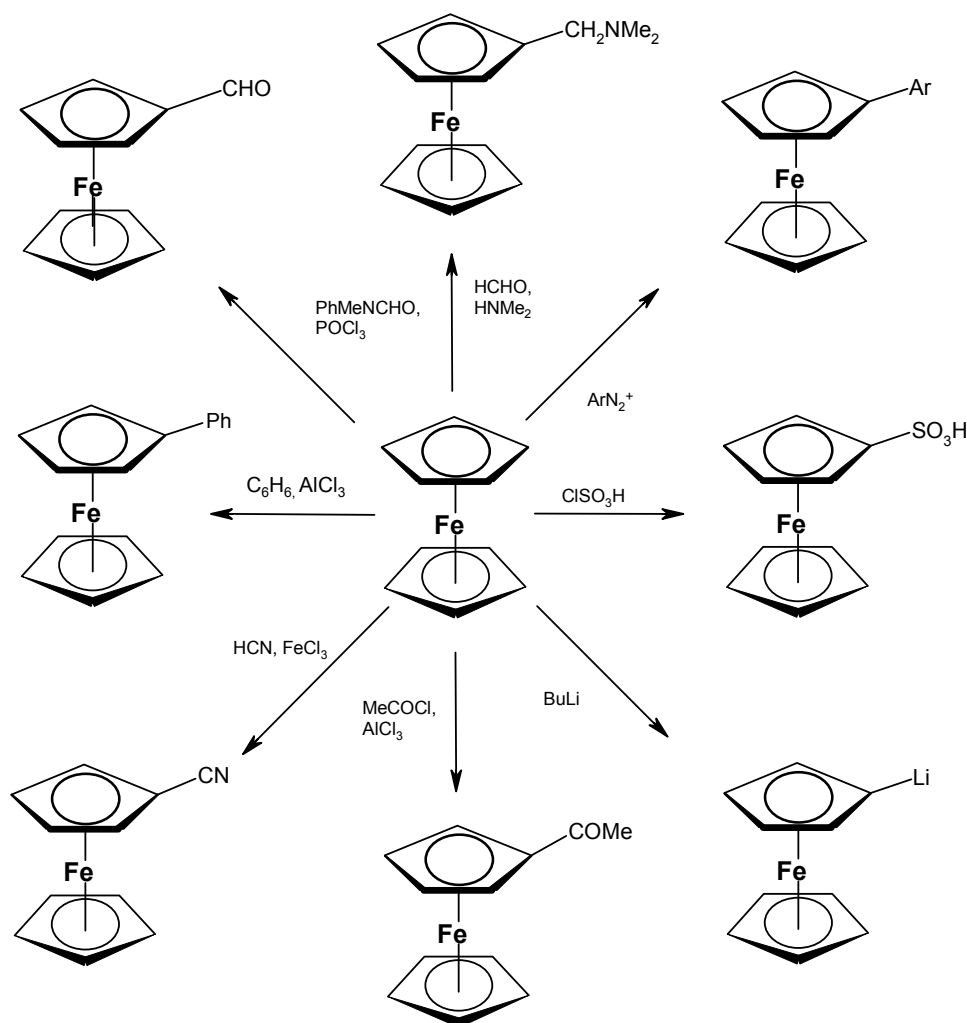 CH₂NMe₂
CHO
Ar
Fe
Fe
Fe
PhMeNCHO,
POCl₃
HCHO,
HNMe₂
ArN₂⁺
Ph
SO₃H
C₆H₆, AlCl₃
ClSO₃H
Fe
Fe
Fe
HCN, FeCl₃
MeCOCl,
AlCl₃
BuLi
CN
Li
COMe
Fe
Fe
Fe